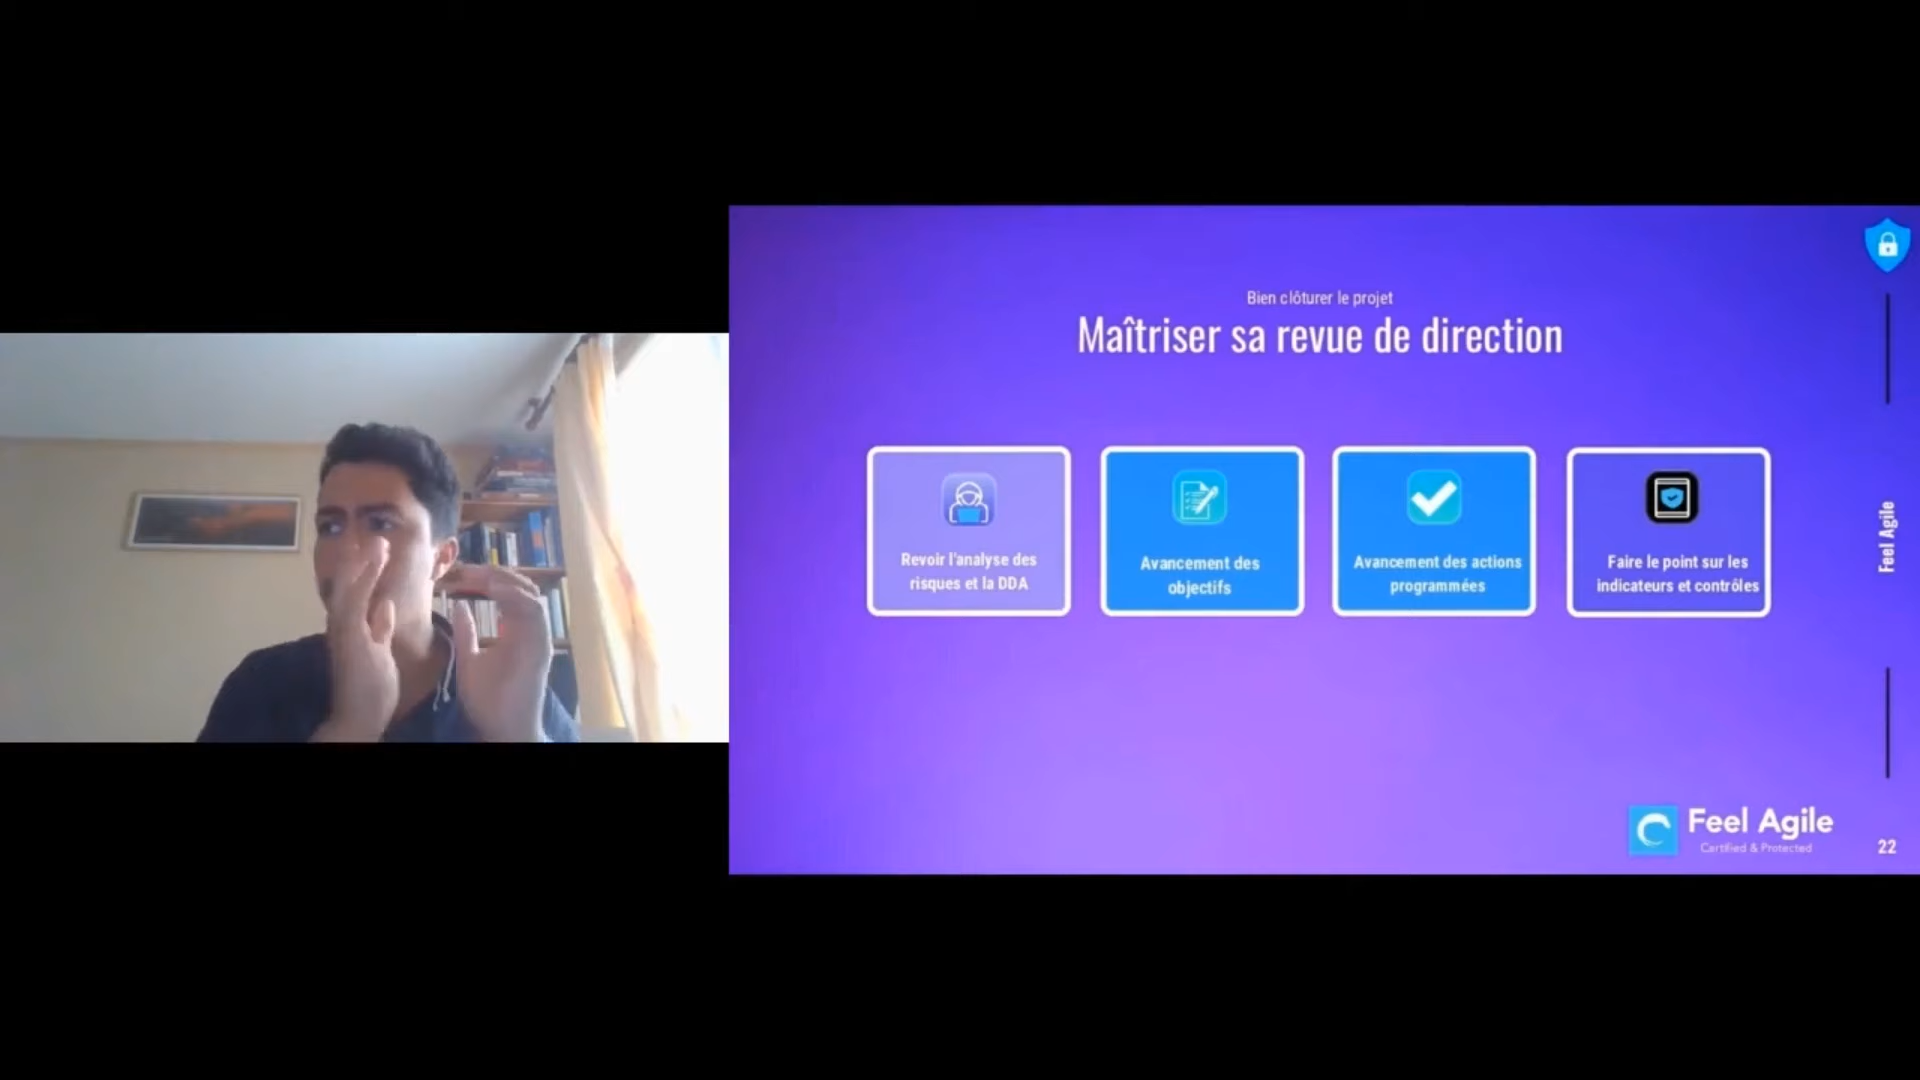 Bien clôturer le projet
Maîtriser sa revue de direction
Revoir l'analyse des
risques et la DDA
Avancement des
objectifs
Avancement des actions
programmées
Faire le point sur les
indicateurs et contrôles
Feel Agile
Feel Agile
Certified & Protected
22